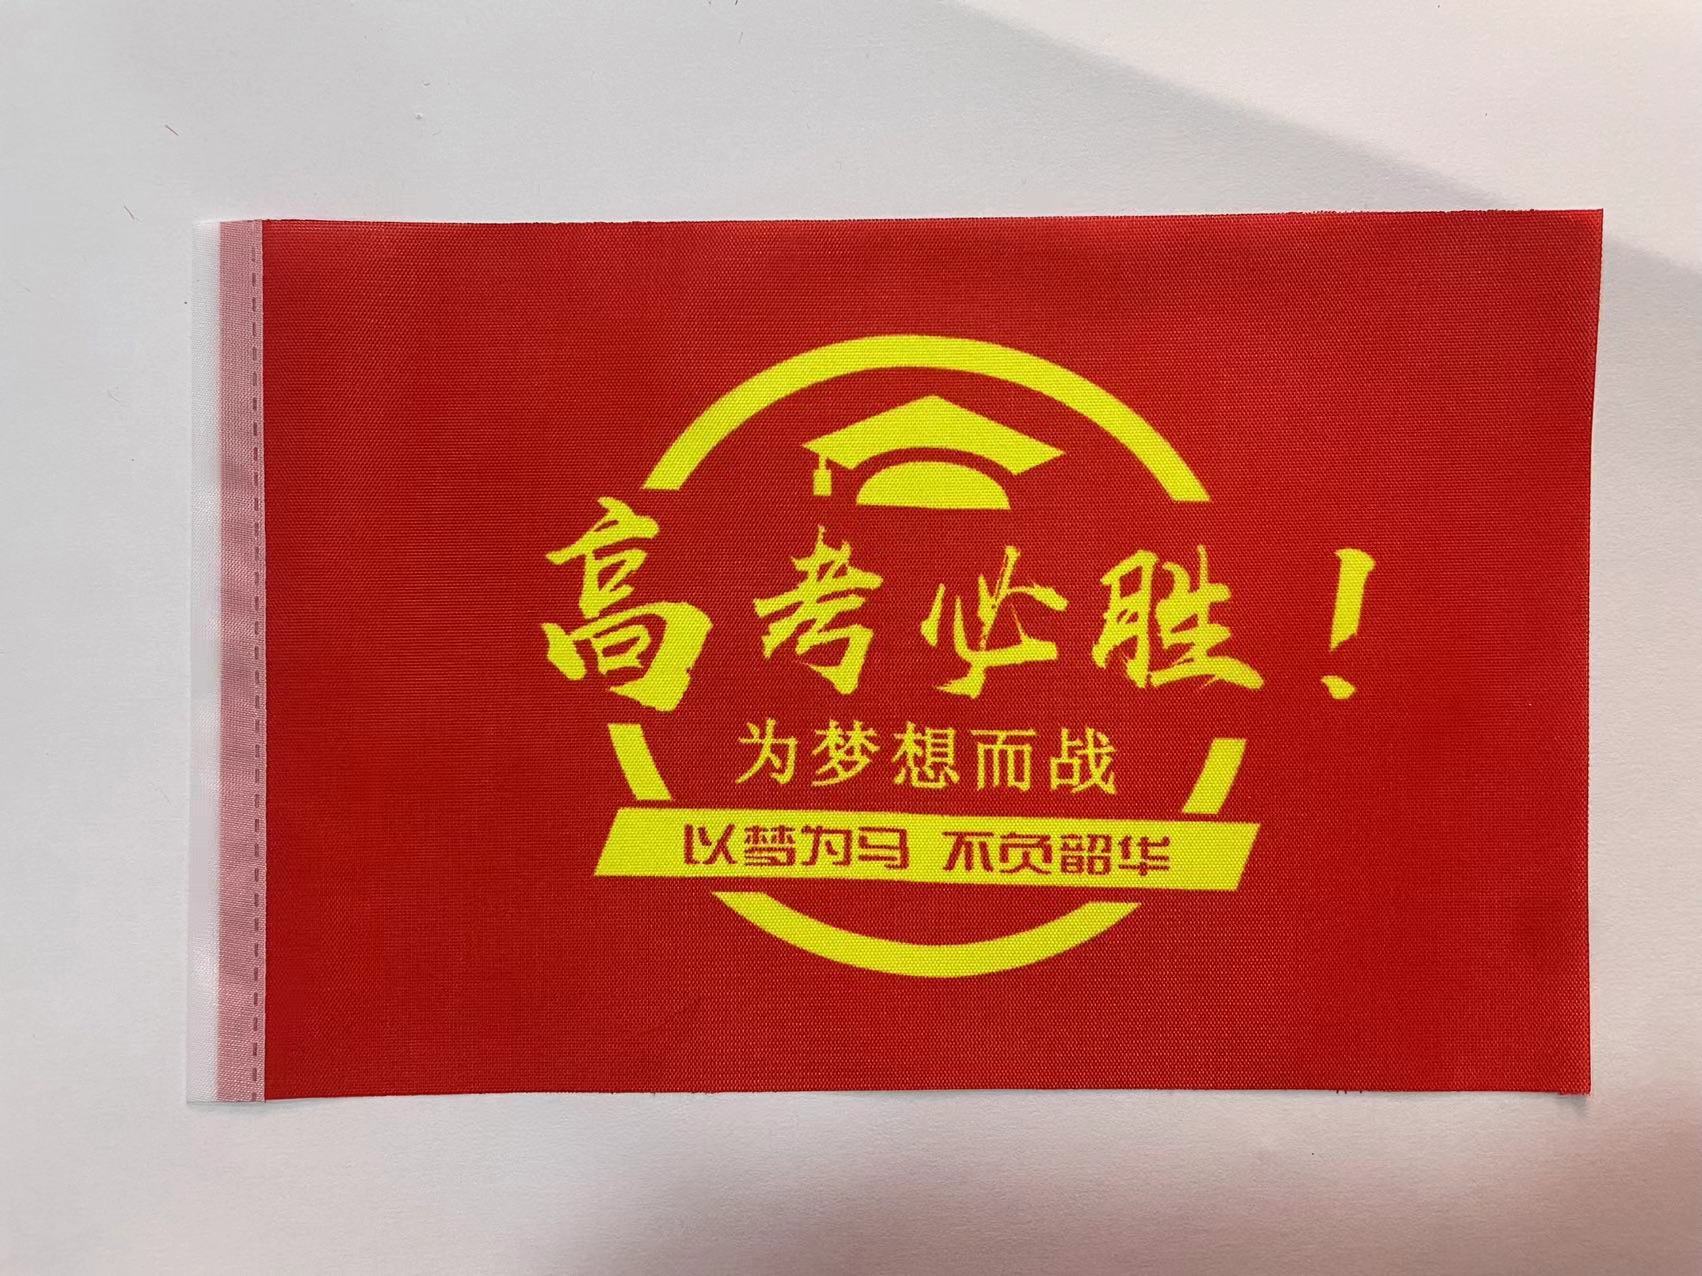 高考必胜！
为梦想而战
以梦为马 不负韶华